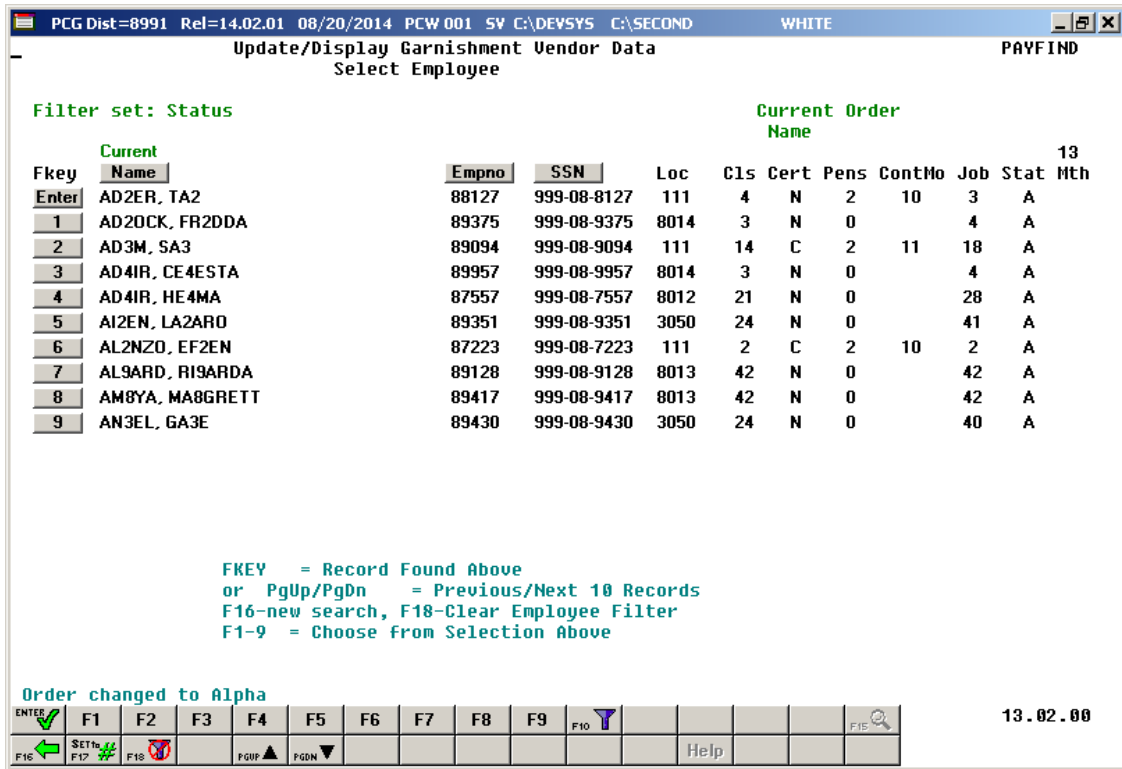 PCG Dist=8991 Rel=14.02.01 08/20/2014 PCW 001 SV C:\DEVSYS C:\SECOND WHITE
Update/Display Garnishment Vendor Data PAYFIND
Select Employee
Filter set: Status Current Order
Name
Current 13
Fkey Name Empno SSN Loc Cls Cert Pens ContMo Job Stat Mth
Enter AD2ER, TA2 88127 999-08-8127 111 4 N 2 10 3 A
1 AD2OCK, FR2DDA 89375 999-08-9375 8014 3 N 0 4 A
2 AD3M, SA3 89094 999-08-9094 111 14 C 2 11 18 A
3 AD4IR, CE4ESTA 89957 999-08-9957 8014 3 N 0 4 A
4 AD4IR, HE4MA 87557 999-08-7557 8012 21 N 0 28 A
5 AI2EN, LA2ARO 89351 999-08-9351 3050 24 N 0 41 A
6 AL2NZO, EF2EN 87223 999-08-7223 111 2 C 2 10 2 A
7 AL9ARD, RI9ARDA 89128 999-08-9128 8013 42 N 0 42 A
8 AM8YA, MA8GRETT 89417 999-08-9417 8013 42 N 0 42 A
9 AN3EL, GA3E 89430 999-08-9430 3050 24 N 0 40 A
FKEY = Record Found Above
or PgUp/PgDn = Previous/Next 10 Records
F16-new search, F18-Clear Employee Filter
F1-9 = Choose from Selection Above
Order changed to Alpha
ENTER F1 F2 F3 F4 F5 F6 F7 F8 F9 F10 F15 13.02.00
F16 SET to F17 # F18 PGUP PGDN Help